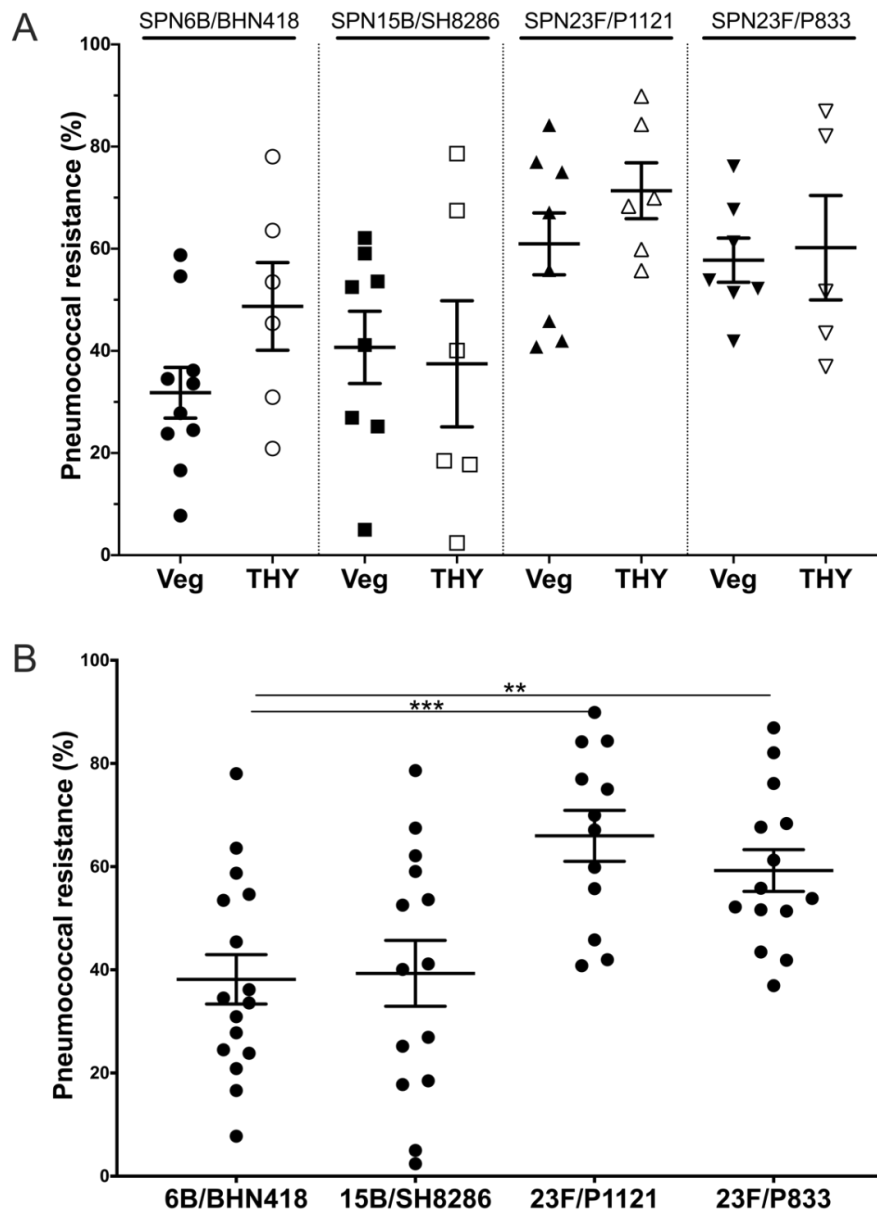 A
SPN6B/BHN418 SPN15B/SH8286 SPN23F/P1121 SPN23F/P833
Pneumococcal resistance (%)
100
80
60
40
20
0
Veg THY Veg THY Veg THY Veg THY
B
Pneumococcal resistance (%)
100
80
60
40
20
0
**
***
6B/BHN418 15B/SH8286 23F/P1121 23F/P833